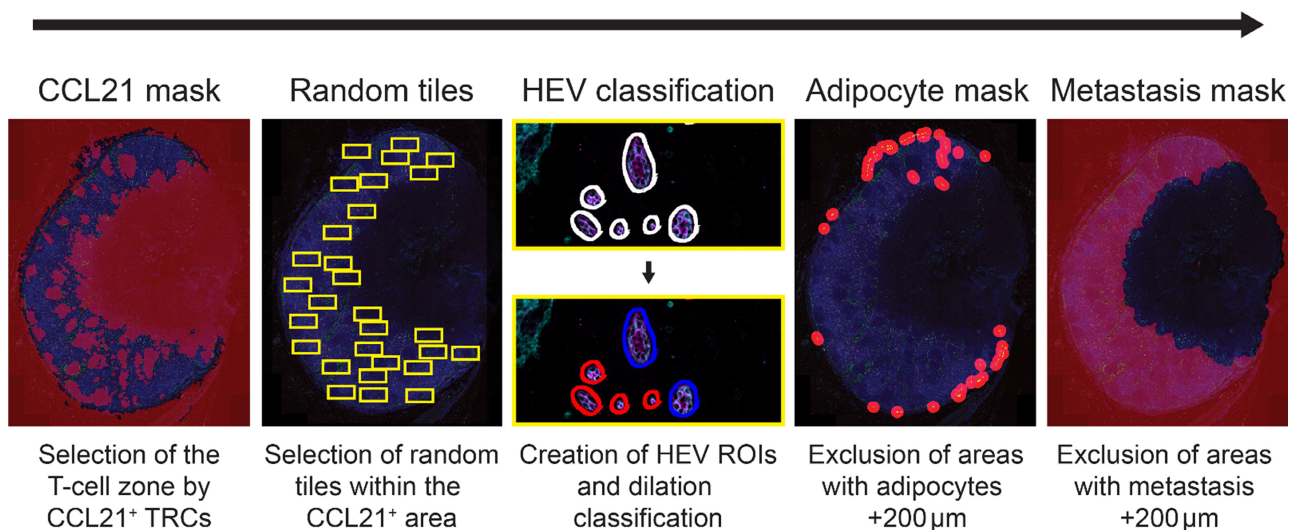 CCL21 mask
Random tiles
HEV classification
Adipocyte mask
Metastasis mask
Selection of the
T-cell zone by
CCL21⁺ TRCs
Selection of random
tiles within the
CCL21⁺ area
Creation of HEV ROIs
and dilation
classification
Exclusion of areas
with adipocytes
+200 µm
Exclusion of areas
with metastasis
+200 µm